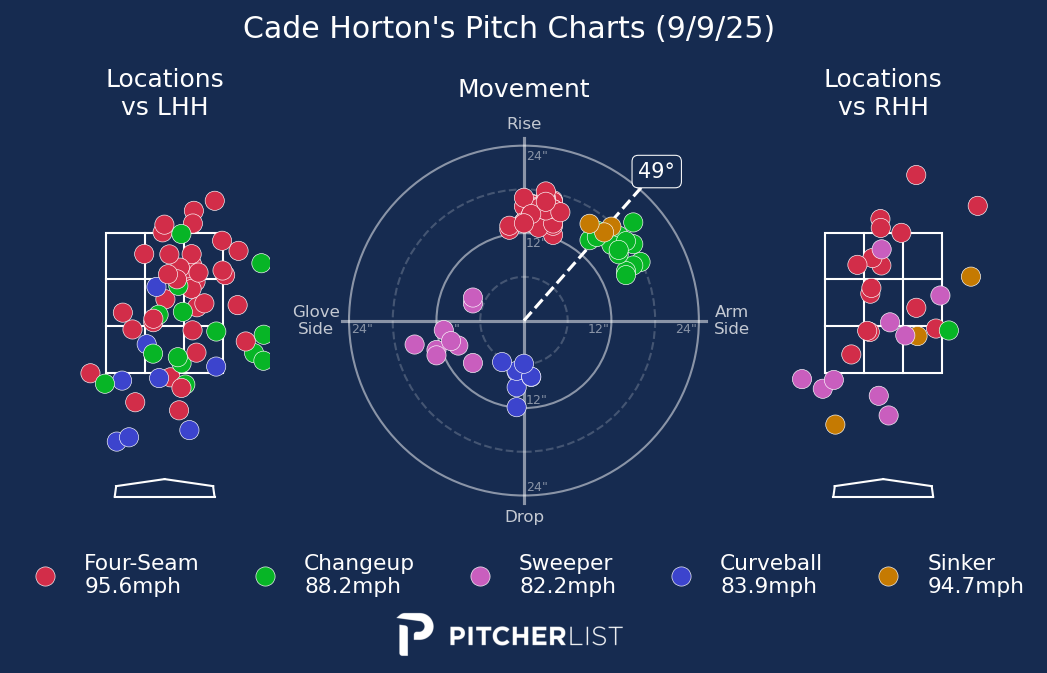 Cade Horton's Pitch Charts (9/9/25)
Locations
vs LHH
Movement
Locations
vs RHH
Rise
24"
49°
12"
Glove
Side
24"
"
12"
24"
Arm
Side
12"
24"
Drop
Four-Seam
95.6mph
Changeup
88.2mph
Sweeper
82.2mph
Curveball
83.9mph
Sinker
94.7mph
PITCHERLIST